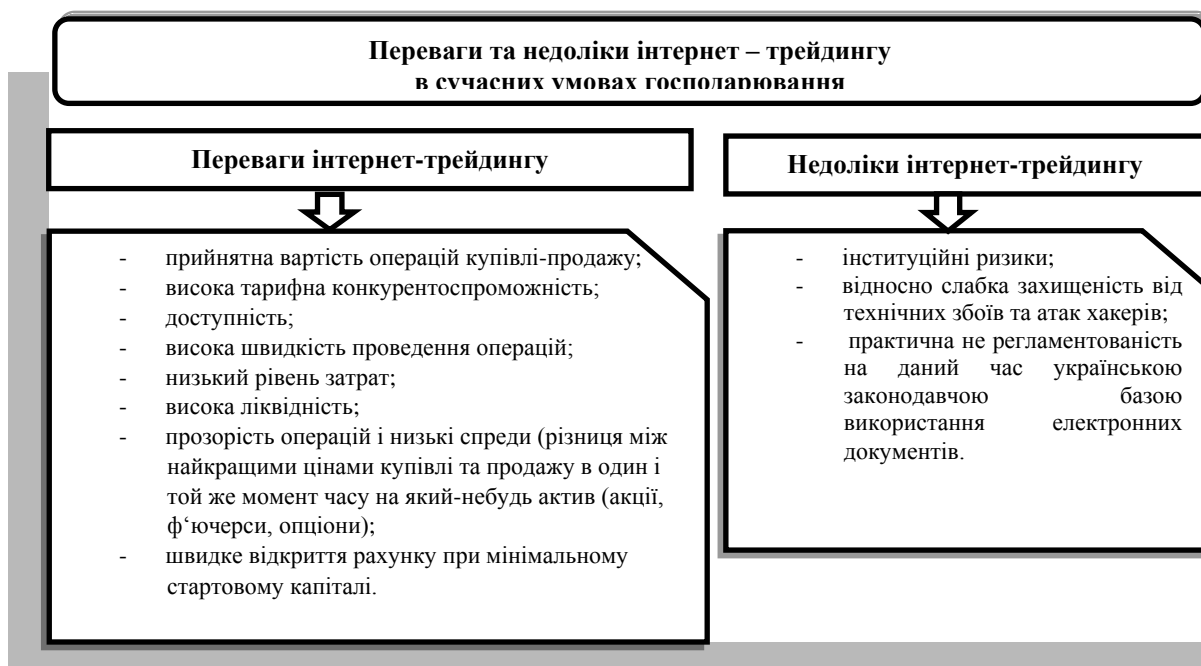 Переваги та недоліки інтернет – трейдингу
в сучасних умовах господарювання
Переваги інтернет-трейдингу
- прийнятна вартість операцій купівлі-продажу;
- висока тарифна конкурентоспроможність;
- доступність;
- висока швидкість проведення операцій;
- низький рівень затрат;
- висока ліквідність;
- прозорість операцій і низькі спреди (різниця між
найкращими цінами купівлі та продажу в один і
той же момент часу на який-небудь актив (акції,
ф‘ючерси, опціони);
- швидке відкриття рахунку при мінімальному
стартовому капіталі.
Недоліки інтернет-трейдингу
- інституційні ризики;
- відносно слабка захищеність від
технічних збоїв та атак хакерів;
- практична не регламентованість
на даний час українською
законодавчою базою
використання електронних
документів.